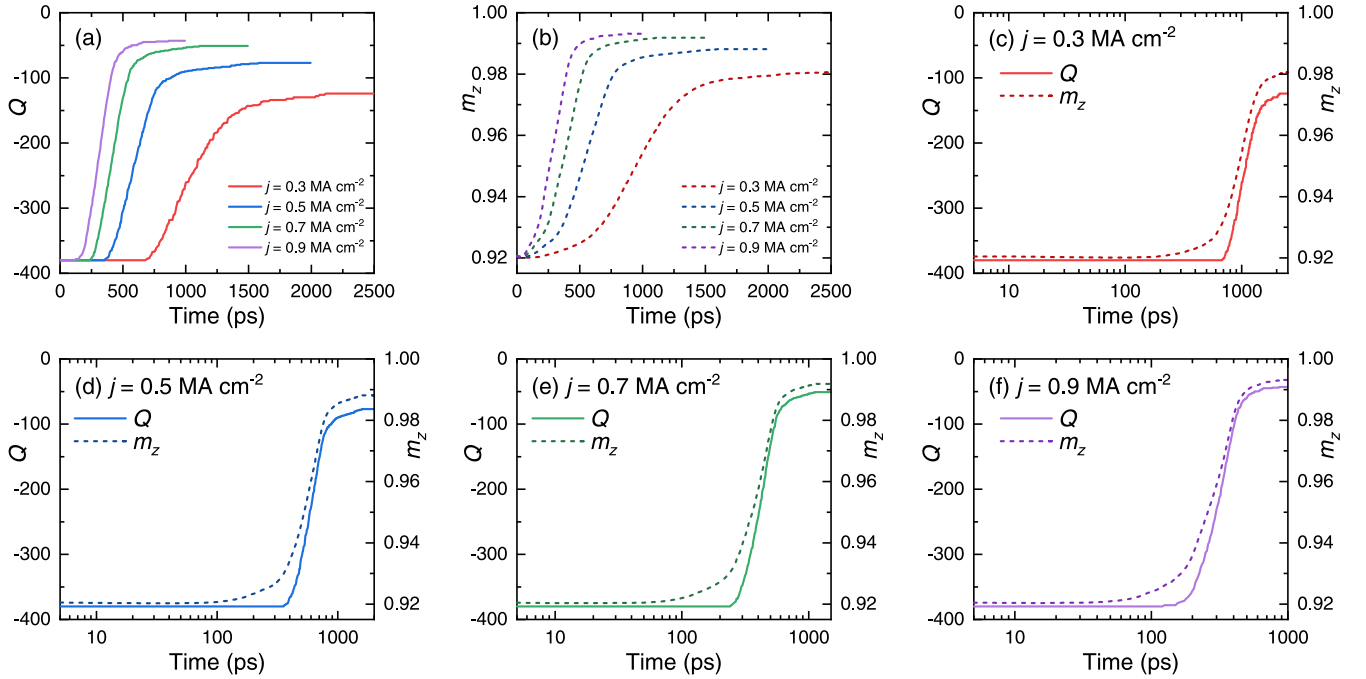 (a)
Q
0
-100
-200
-300
-400
j = 0.3 MA cm-2
j = 0.5 MA cm-2
j = 0.7 MA cm-2
j = 0.9 MA cm-2
0 500 1000 1500 2000 2500
Time (ps)
(b)
mz
1.00
0.98
0.96
0.94
0.92
j = 0.3 MA cm-2
j = 0.5 MA cm-2
j = 0.7 MA cm-2
j = 0.9 MA cm-2
0 500 1000 1500 2000 2500
Time (ps)
(c) j = 0.3 MA cm-2
Q
mz
Q
0
-100
-200
-300
-400
mz
1.00
0.98
0.96
0.94
0.92
10 100 1000
Time (ps)
(d) j = 0.5 MA cm-2
Q
mz
Q
0
-100
-200
-300
-400
mz
1.00
0.98
0.96
0.94
0.92
10 100 1000
Time (ps)
(e) j = 0.7 MA cm-2
Q
mz
Q
0
-100
-200
-300
-400
mz
1.00
0.98
0.96
0.94
0.92
10 100 1000
Time (ps)
(f) j = 0.9 MA cm-2
Q
mz
Q
0
-100
-200
-300
-400
mz
1.00
0.98
0.96
0.94
0.92
10 100 1000
Time (ps)